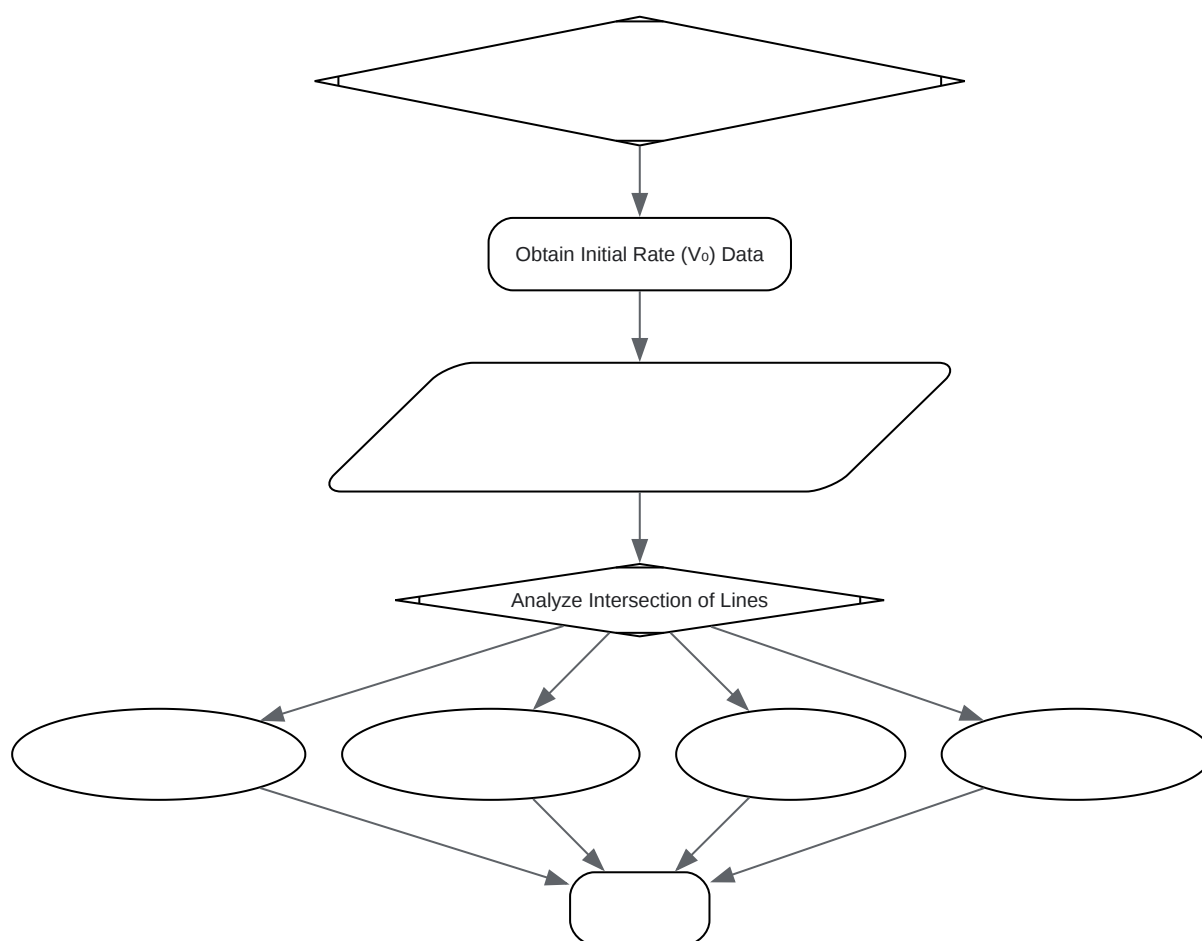 Obtain Initial Rate (V₀) Data
Analyze Intersection of Lines